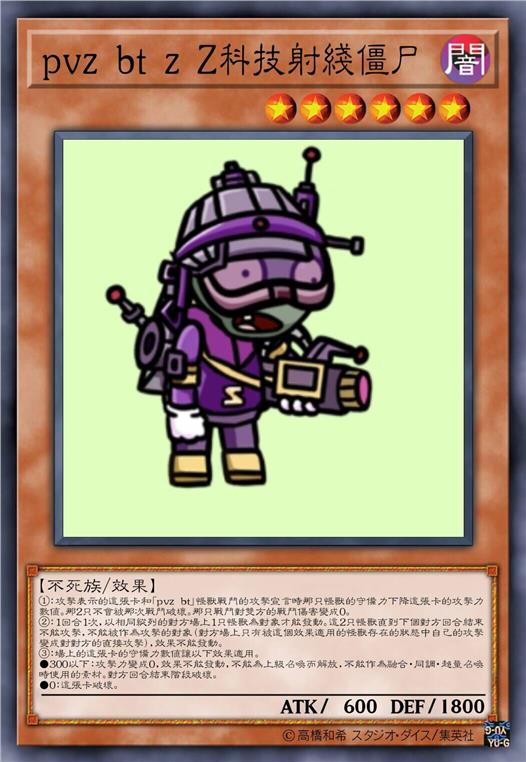 pvz bt z Z科技射綫僵尸
闇
【不死族/效果】
①:攻擊表示的這張卡和「pvz bt」怪獸戰鬥的攻擊宣言時那只怪獸的守備力下降這張卡的攻擊力
數值。那2只不會被那次戰鬥破壞。那只戰鬥對雙方的戰鬥傷害變成0。
②:1回合1次,以相同縱列的對方場上1只怪獸為對象才能發動。這2只怪獸直到下個對方回合結束
不能攻擊,不能被作為攻擊的對象(對方場上只有被這個效果適用的怪獸存在的狀態中自己的攻擊
變成對對方的直接攻擊),效果不能發動。
③:場上的這張卡的守備力數值讓以下效果適用。
●300以下:攻擊力變成0,效果不能發動,不能為上級召喚而解放,不能作為融合·同調·超量召喚
時使用的素材。對方回合結束階段破壞。
●0:這張卡破壞。
ATK/ 600 DEF/1800
©高橋和希 スタジオ·ダイス/集英社